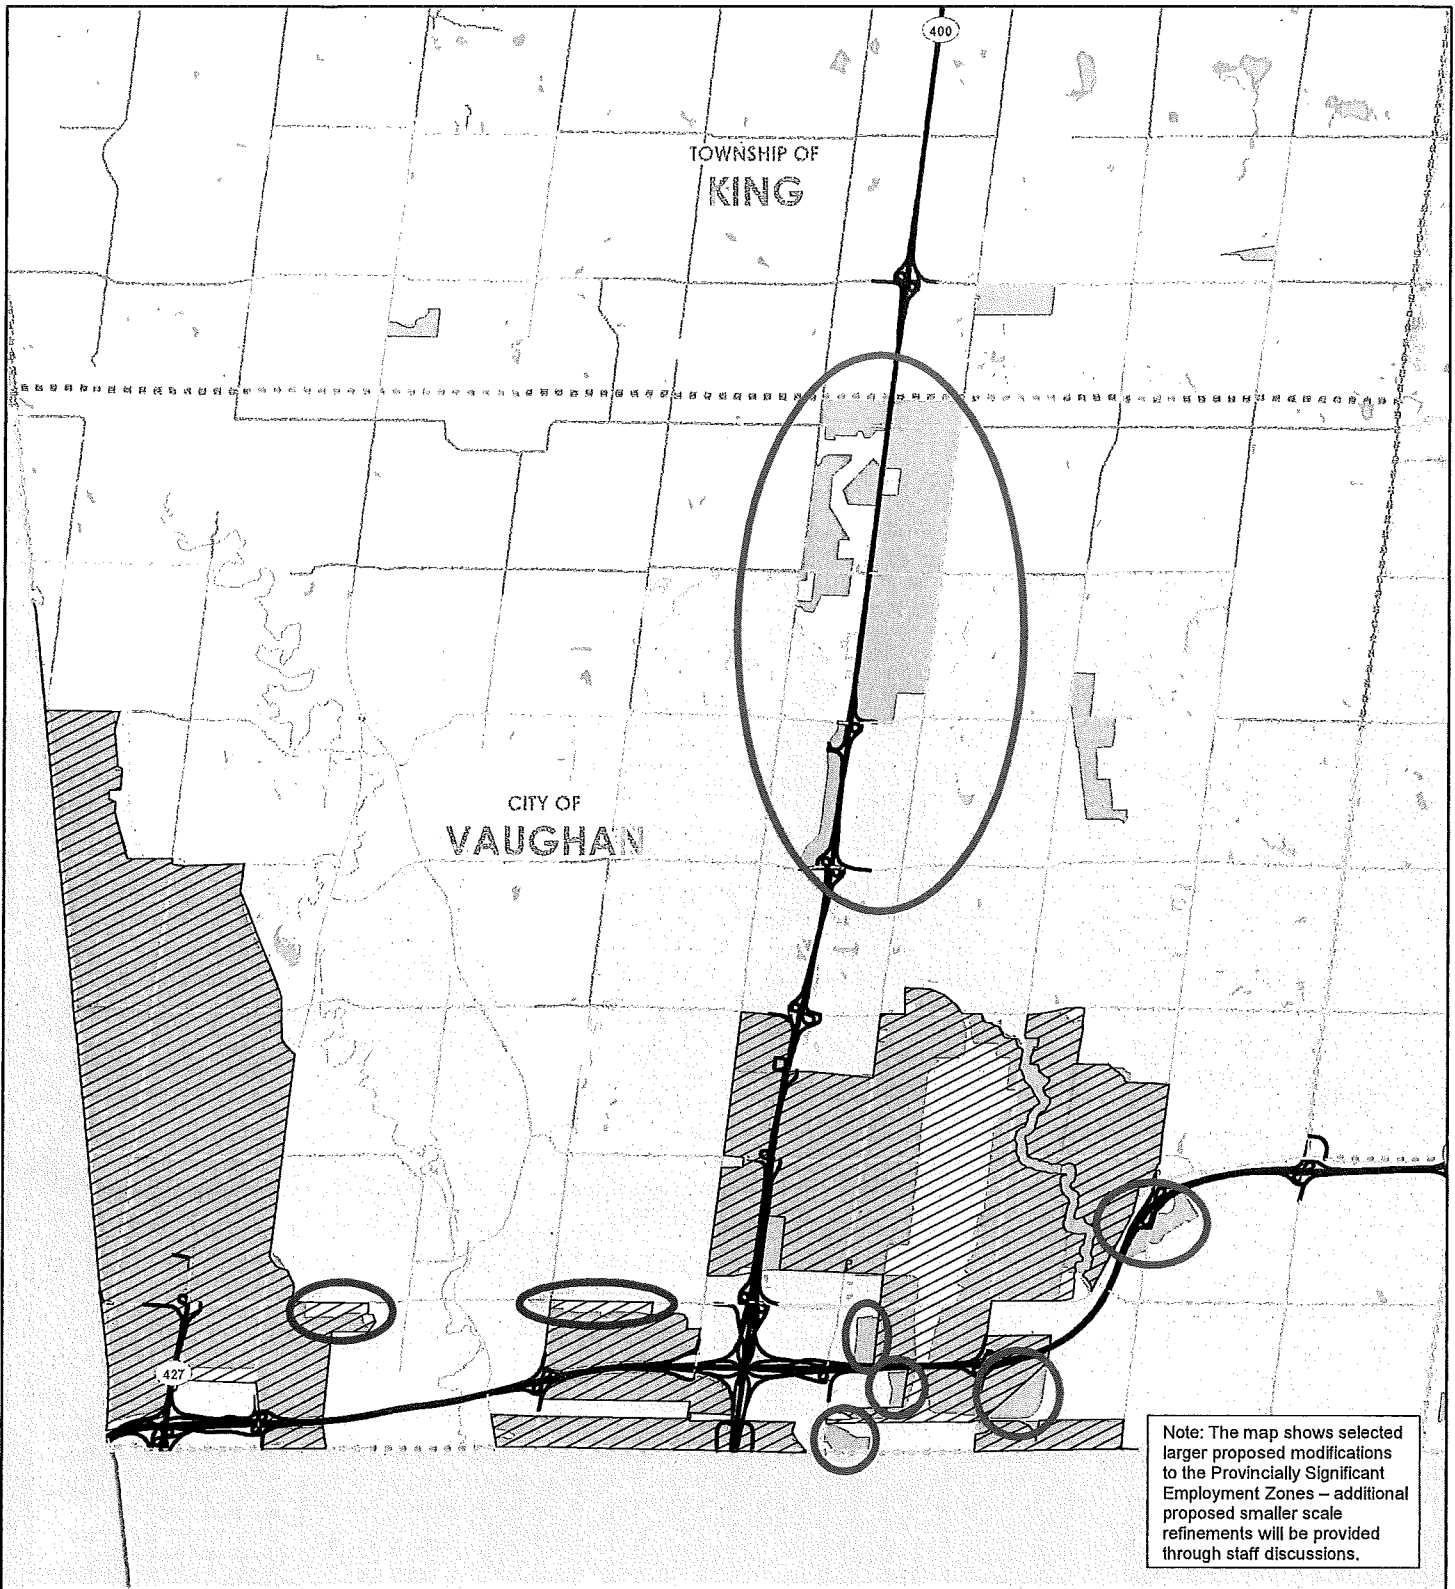 400
TOWNSHIP OF
KING
CITY OF
VAUGHAN
427
Note: The map shows selected
larger proposed modifications
to the Provincially Significant
Employment Zones – additional
proposed smaller scale
refinements will be provided
through staff discussions.